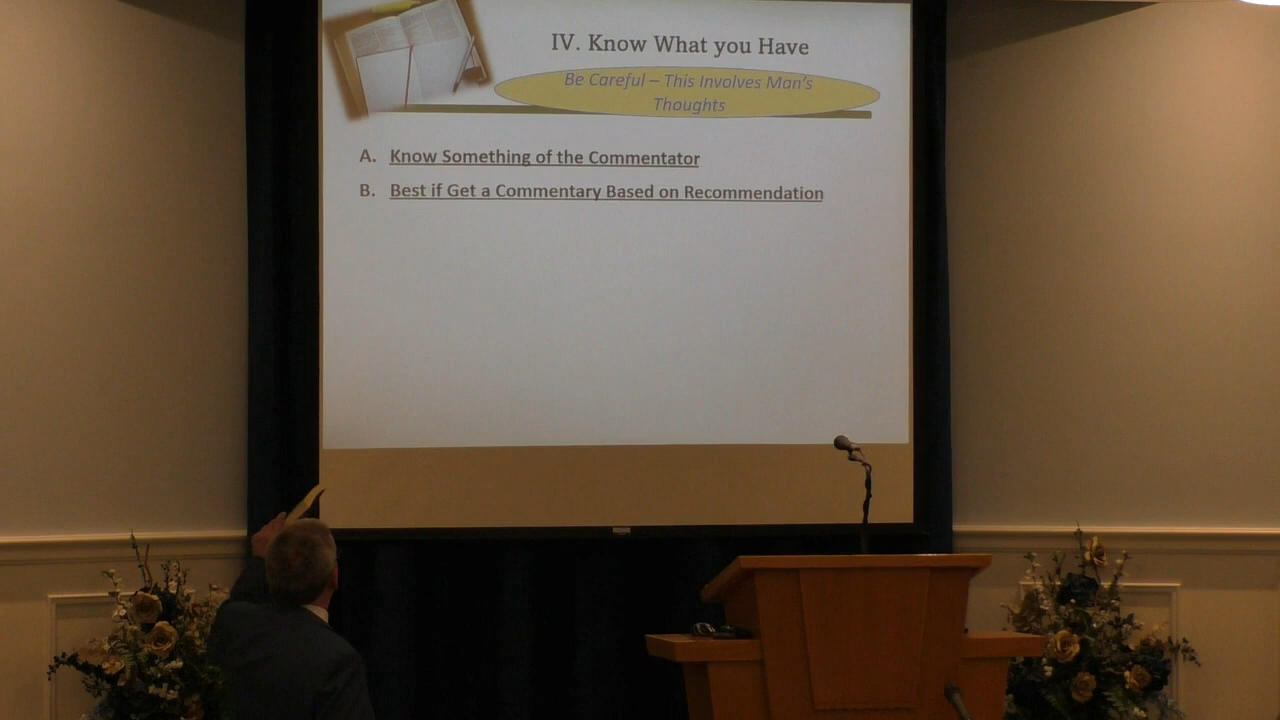 IV. Know What you Have
Be Careful – This Involves Man's
Thoughts
A. Know Something of the Commentator
B. Best if Get a Commentary Based on Recommendation